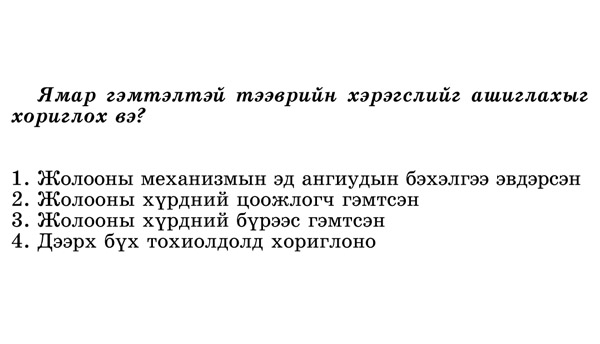 Ямар гэмтэлтэй тээврийн хэрэгслийг ашиглахыг
хориглох вэ?
1. Жолооны механизмын эд ангиудын бэхэлгээ эвдэрсэн
2. Жолооны хүрдний цоожлогч гэмтсэн
3. Жолооны хүрдний бүрээс гэмтсэн
4. Дээрх бүх тохиолдолд хориглоно